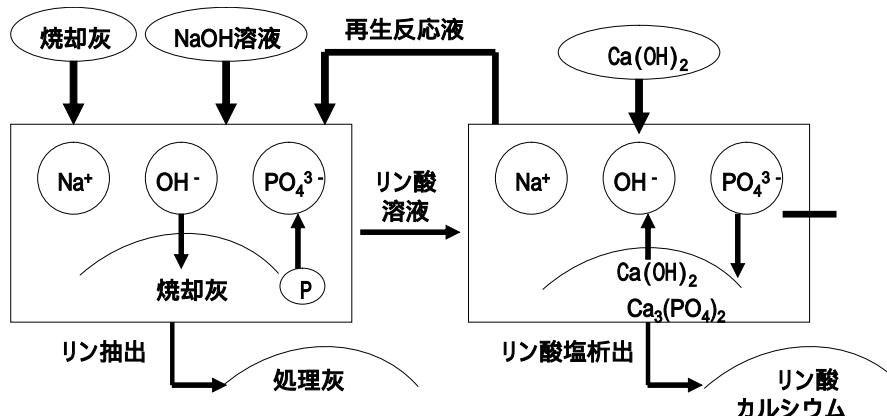 焼却灰
NaOH溶液
再生反応液
Ca(OH)₂
Na⁺
OH⁻
PO₄³⁻
リン酸
溶液
Na⁺
OH⁻
PO₄³⁻
焼却灰
P
Ca(OH)₂
Ca₃(PO₄)₂
リン抽出
処理灰
リン酸塩析出
リン酸
カルシウム